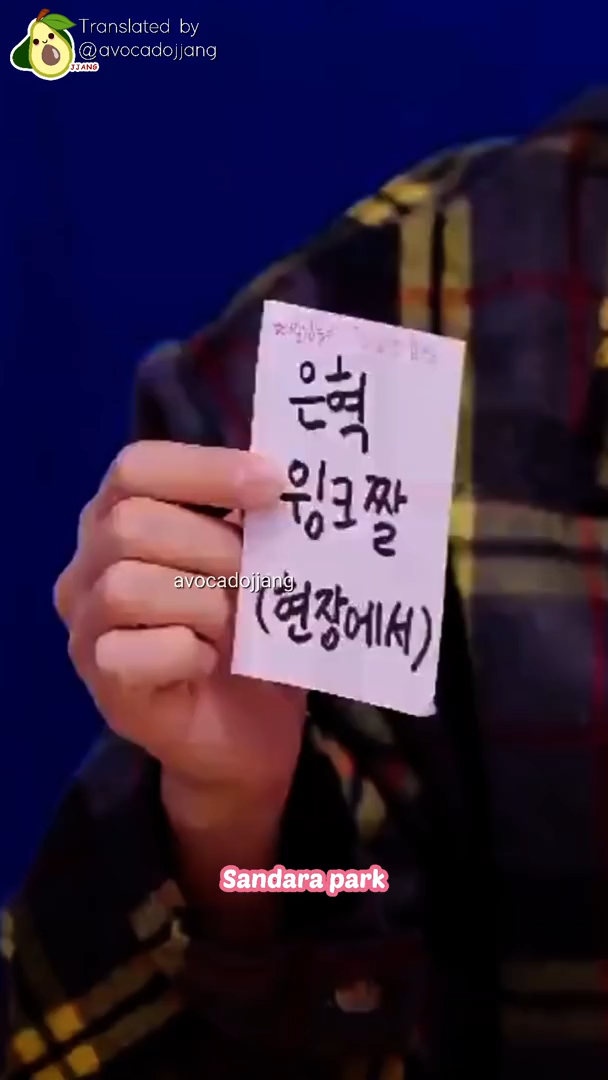 Translated by
@avocadojjang
JJANG
은혁
윙크짤
avocadojjang
(현장에서)
Sandara park